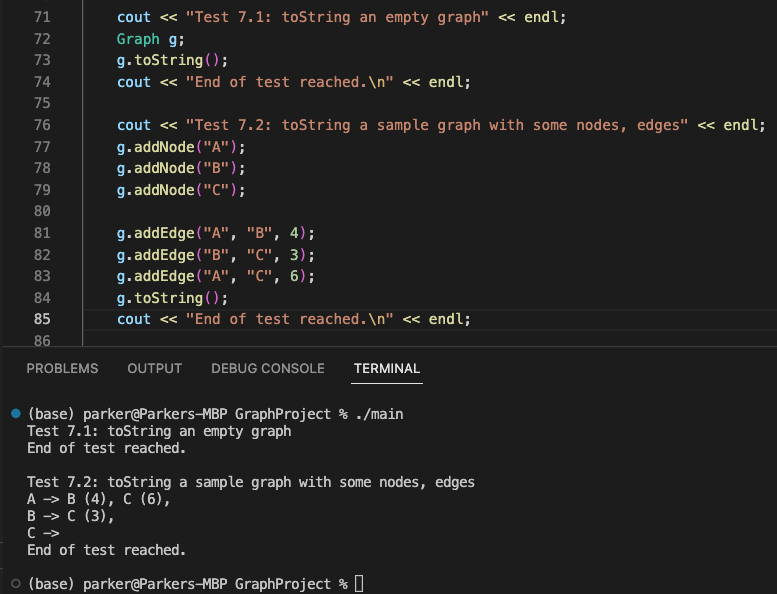 71 cout << "Test 7.1: toString an empty graph" << endl;
72 Graph g;
73 g.toString();
74 cout << "End of test reached.\n" << endl;
75
76 cout << "Test 7.2: toString a sample graph with some nodes, edges" << endl;
77 g.addNode("A");
78 g.addNode("B");
79 g.addNode("C");
80
81 g.addEdge("A", "B", 4);
82 g.addEdge("B", "C", 3);
83 g.addEdge("A", "C", 6);
84 g.toString();
85 cout << "End of test reached.\n" << endl;
86
PROBLEMS OUTPUT DEBUG CONSOLE TERMINAL
(base) parker@Parkers-MBP GraphProject % ./main
Test 7.1: toString an empty graph
End of test reached.
Test 7.2: toString a sample graph with some nodes, edges
A -> B (4), C (6),
B -> C (3),
C ->
End of test reached.
(base) parker@Parkers-MBP GraphProject %